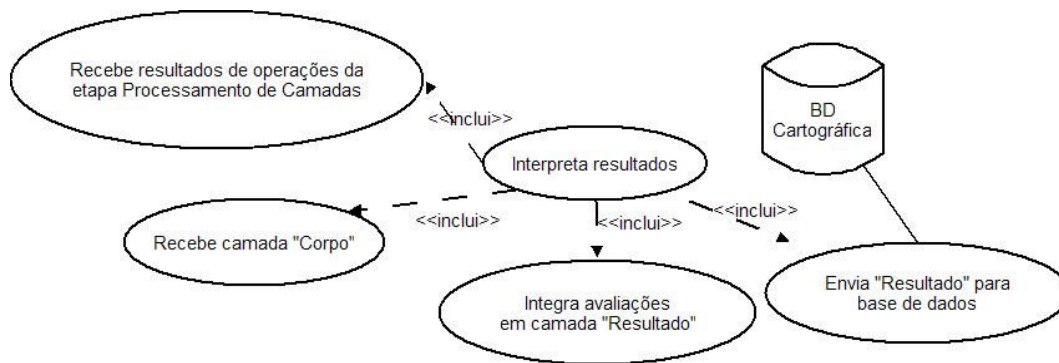 Recebe resultados de operações da
etapa Processamento de Camadas
BD
Cartográfica
<<inclui>>
Interpreta resultados
<<inclui>>
<<inclui>>
<<inclui>>
Recebe camada "Corpo"
Integra avaliações
em camada "Resultado"
Envia "Resultado" para
base de dados